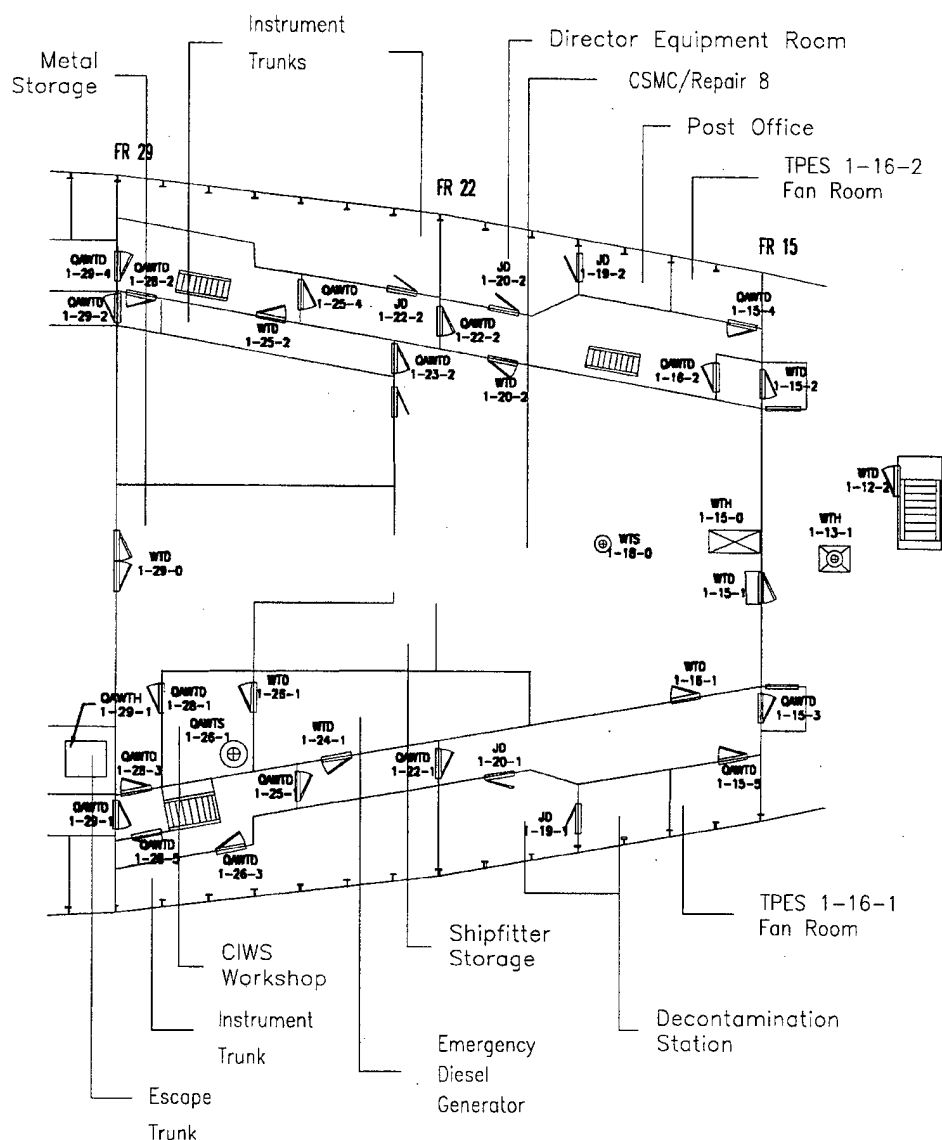 Instrument
Trunks
Metal
Storage
Director Equipment Room
CSMC/Repair 8
Post Office
TPES 1-16-2
Fan Room
FR 29
FR 22
FR 15
QAWTD
1-29-4
QAWTD
1-28-2
QAWTD
1-29-2
WTD
1-25-2
QAWTD
1-25-4
JD
1-22-2
JD
1-20-2
JD
1-19-2
QAWTD
1-22-2
QAWTD
1-23-2
WTD
1-20-2
QAWTD
1-15-4
QAWTD
1-16-2
WTD
1-15-2
WTD
1-12-2
WTD
1-29-0
WTS
1-18-0
WTH
1-15-0
WTH
1-13-1
WTD
1-15-1
QAWTH
1-29-1
QAWTD
1-28-1
WTD
1-26-1
QAWTS
1-26-1
WTD
1-24-1
WTD
1-16-1
QAWTD
1-15-3
QAWTD
1-28-3
QAWTD
1-29-1
QAWTD
1-25-1
QAWTD
1-22-1
JD
1-20-1
QAWTD
1-15-5
QAWTD
1-28-5
QAWTD
1-26-3
JD
1-19-1
TPES 1-16-1
Fan Room
CIWS
Workshop
Shipfitter
Storage
Instrument
Trunk
Emergency
Diesel
Generator
Decontamination
Station
Escape
Trunk